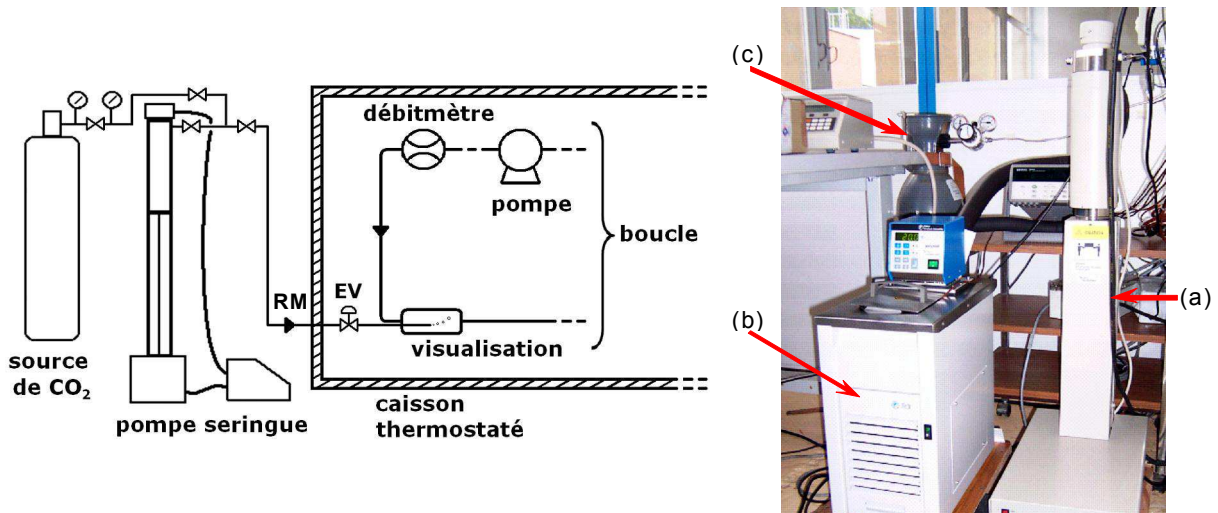 débitmètre
pompe
boucle
RM
EV
visualisation
source
de CO₂
pompe seringue
caisson
thermostaté
(c)
(b)
(a)